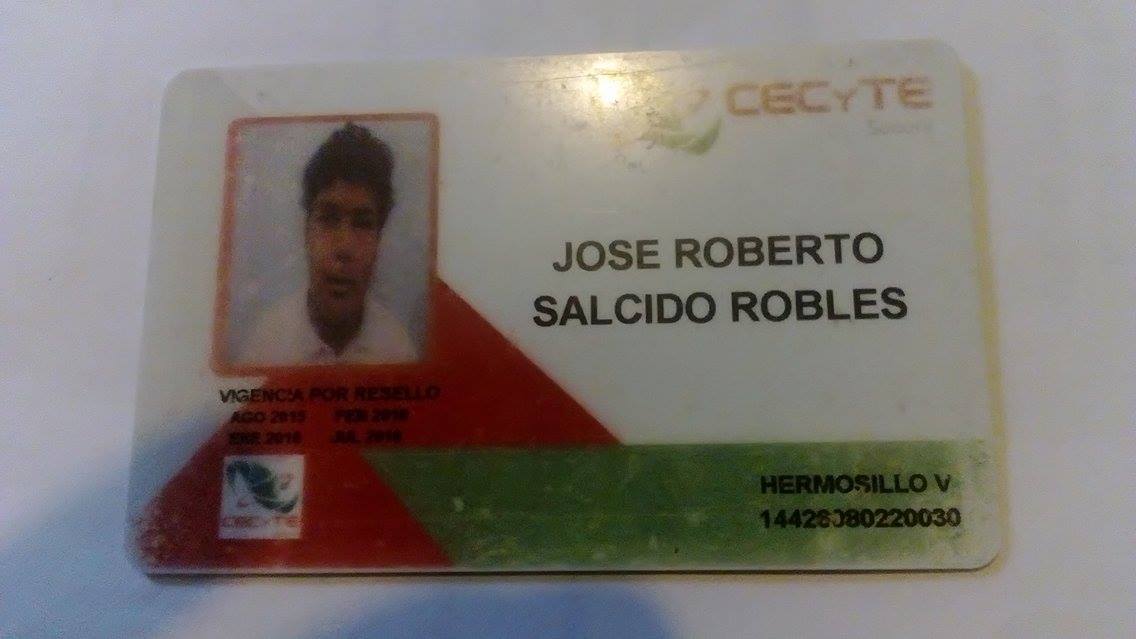 CECyTE
Sonora
JOSE ROBERTO
SALCIDO ROBLES
VIGENCIA POR RESELLO
AGO 2015 FEB 2016
ENE 2016 JUL 2016
CECyTE
HERMOSILLO V
14426080220030